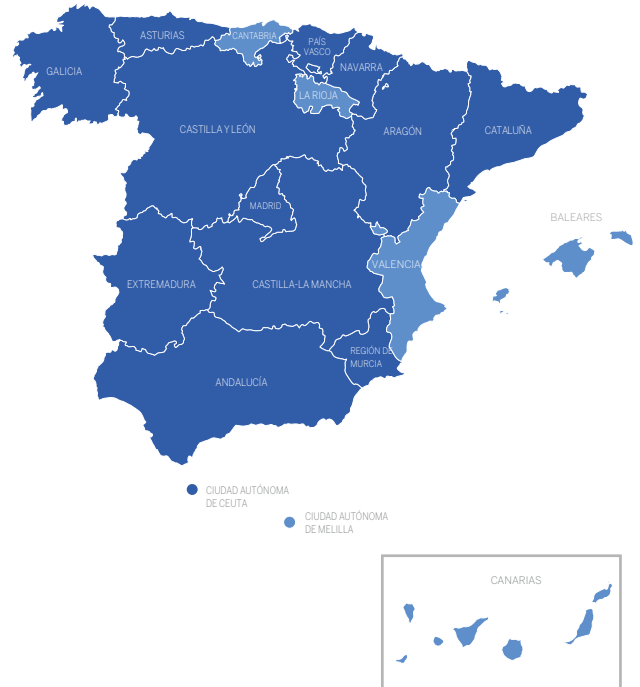 ASTURIAS
CANTABRIA
PAÍS
VASCO
NAVARRA
GALICIA
LA RIOJA
CASTILLA Y LEÓN
ARAGÓN
CATALUÑA
MADRID
BALEARES
VALENCIA
EXTREMADURA
CASTILLA-LA MANCHA
REGIÓN DE
MURCIA
ANDALUCÍA
CIUDAD AUTÓNOMA
DE CEUTA
CIUDAD AUTÓNOMA
DE MELILLA
CANARIAS